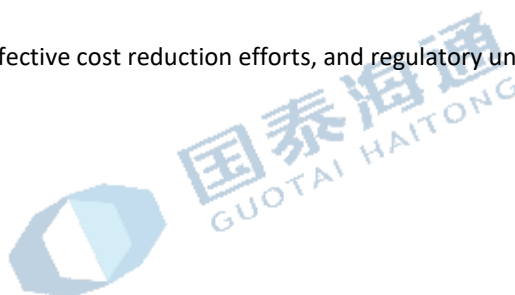 fective cost reduction efforts, and regulatory un
国泰海通
GUOTAI HAITONG